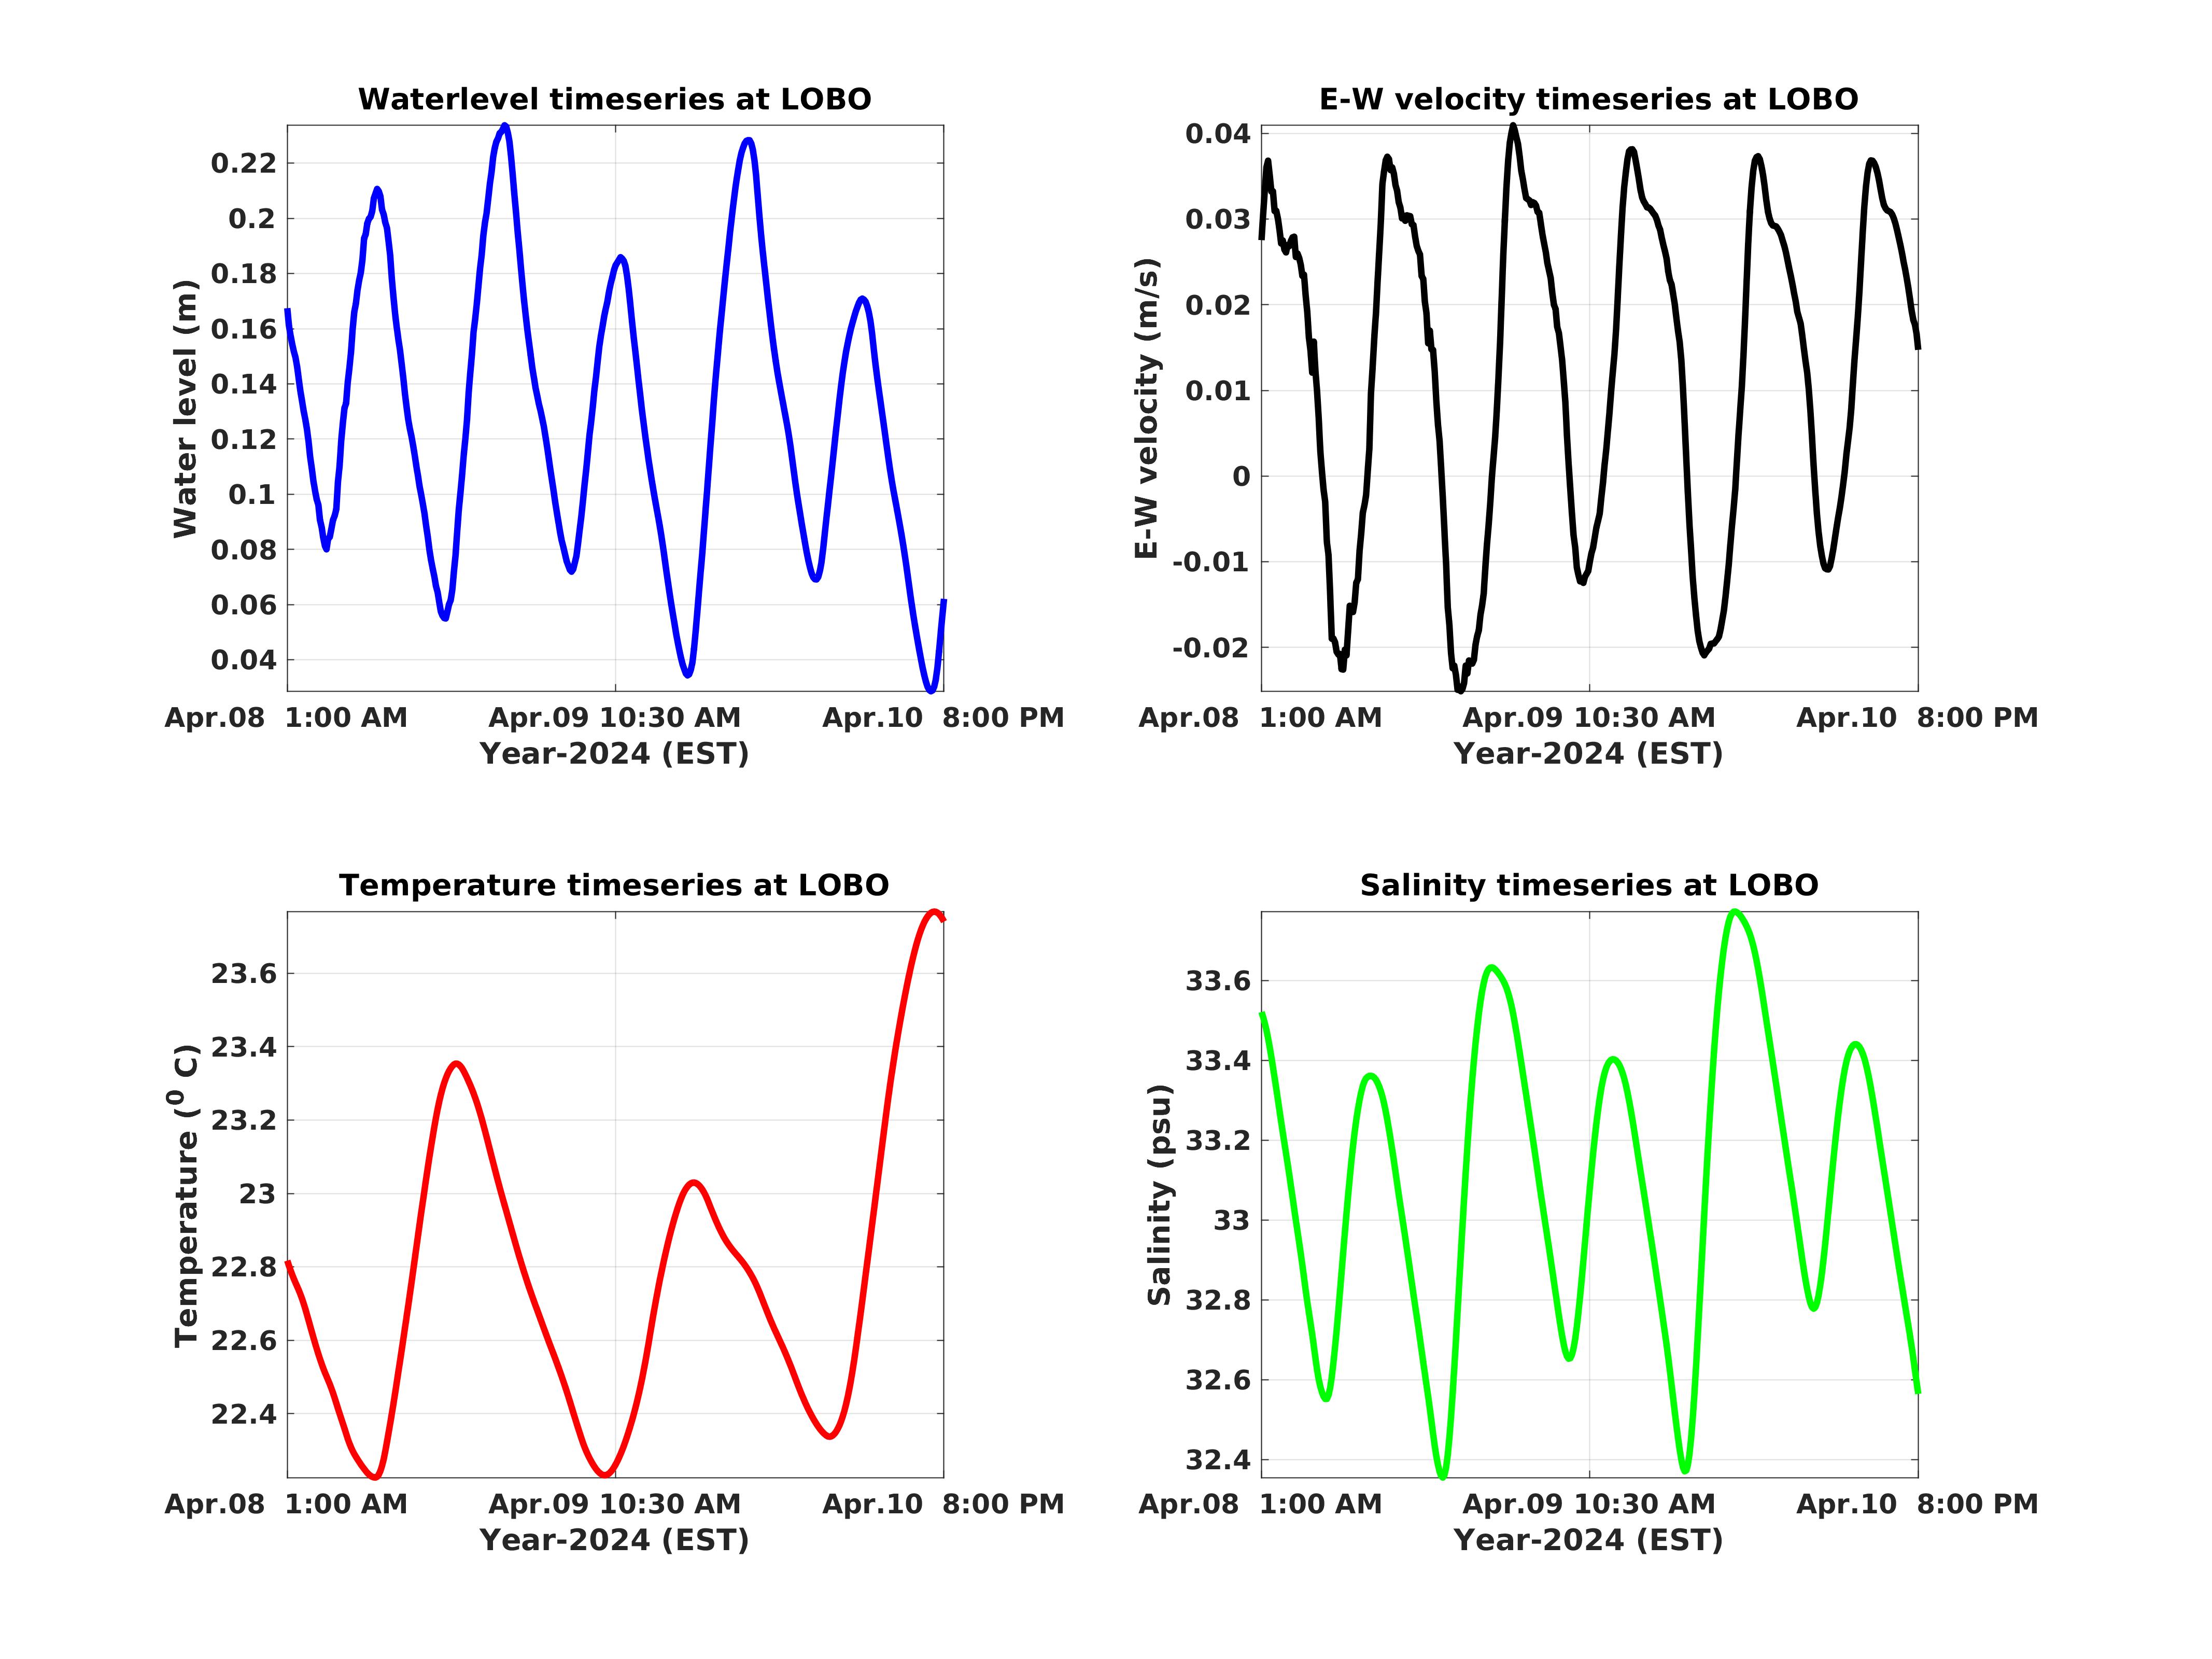 Waterlevel timeseries at LOBO
0.22
0.2
0.18
0.16
0.14
0.12
0.1
0.08
0.06
0.04
Water level (m)
Apr.08 1:00 AM Apr.09 10:30 AM Apr.10 8:00 PM
Year-2024 (EST)
E-W velocity timeseries at LOBO
0.04
0.03
0.02
0.01
0
-0.01
-0.02
E-W velocity (m/s)
Apr.08 1:00 AM Apr.09 10:30 AM Apr.10 8:00 PM
Year-2024 (EST)
Temperature timeseries at LOBO
23.6
23.4
23.2
23
22.8
22.6
22.4
Temperature (⁰ C)
Apr.08 1:00 AM Apr.09 10:30 AM Apr.10 8:00 PM
Year-2024 (EST)
Salinity timeseries at LOBO
33.6
33.4
33.2
33
32.8
32.6
32.4
Salinity (psu)
Apr.08 1:00 AM Apr.09 10:30 AM Apr.10 8:00 PM
Year-2024 (EST)